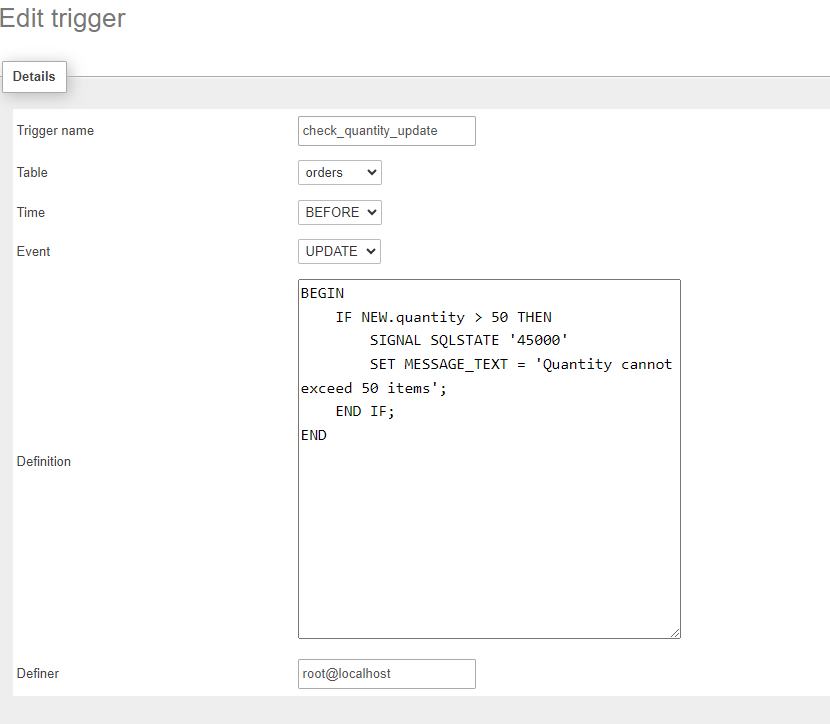 Edit trigger
Details
Trigger name check_quantity_update
Table orders
Time BEFORE
Event UPDATE
Definition
BEGIN
    IF NEW.quantity > 50 THEN
        SIGNAL SQLSTATE '45000'
        SET MESSAGE_TEXT = 'Quantity cannot
exceed 50 items';
    END IF;
END
Definer root@localhost